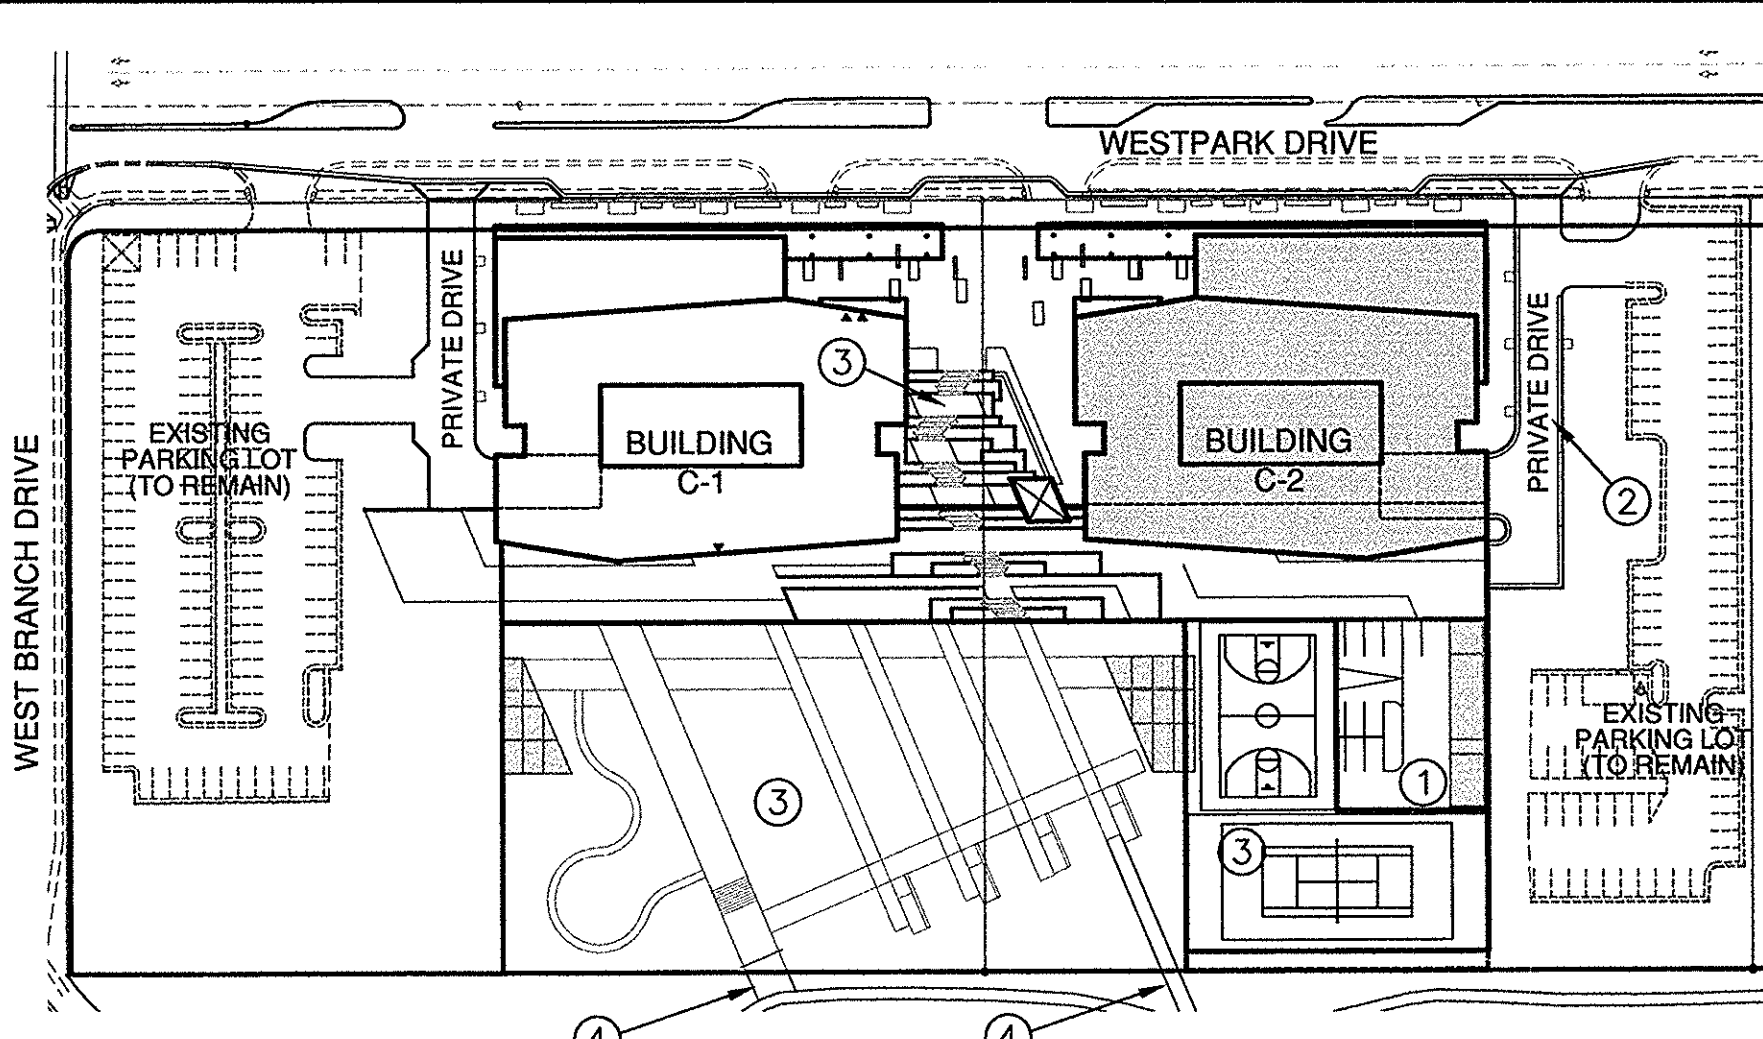 WESTPARK DRIVE
PRIVATE DRIVE
3
PRIVATE DRIVE
WEST BRANCH DRIVE
EXISTING
PARKING LOT
(TO REMAIN)
BUILDING
C-1
BUILDING
C-2
2
EXISTING
PARKING LOT
(TO REMAIN)
1
3
3
4
4